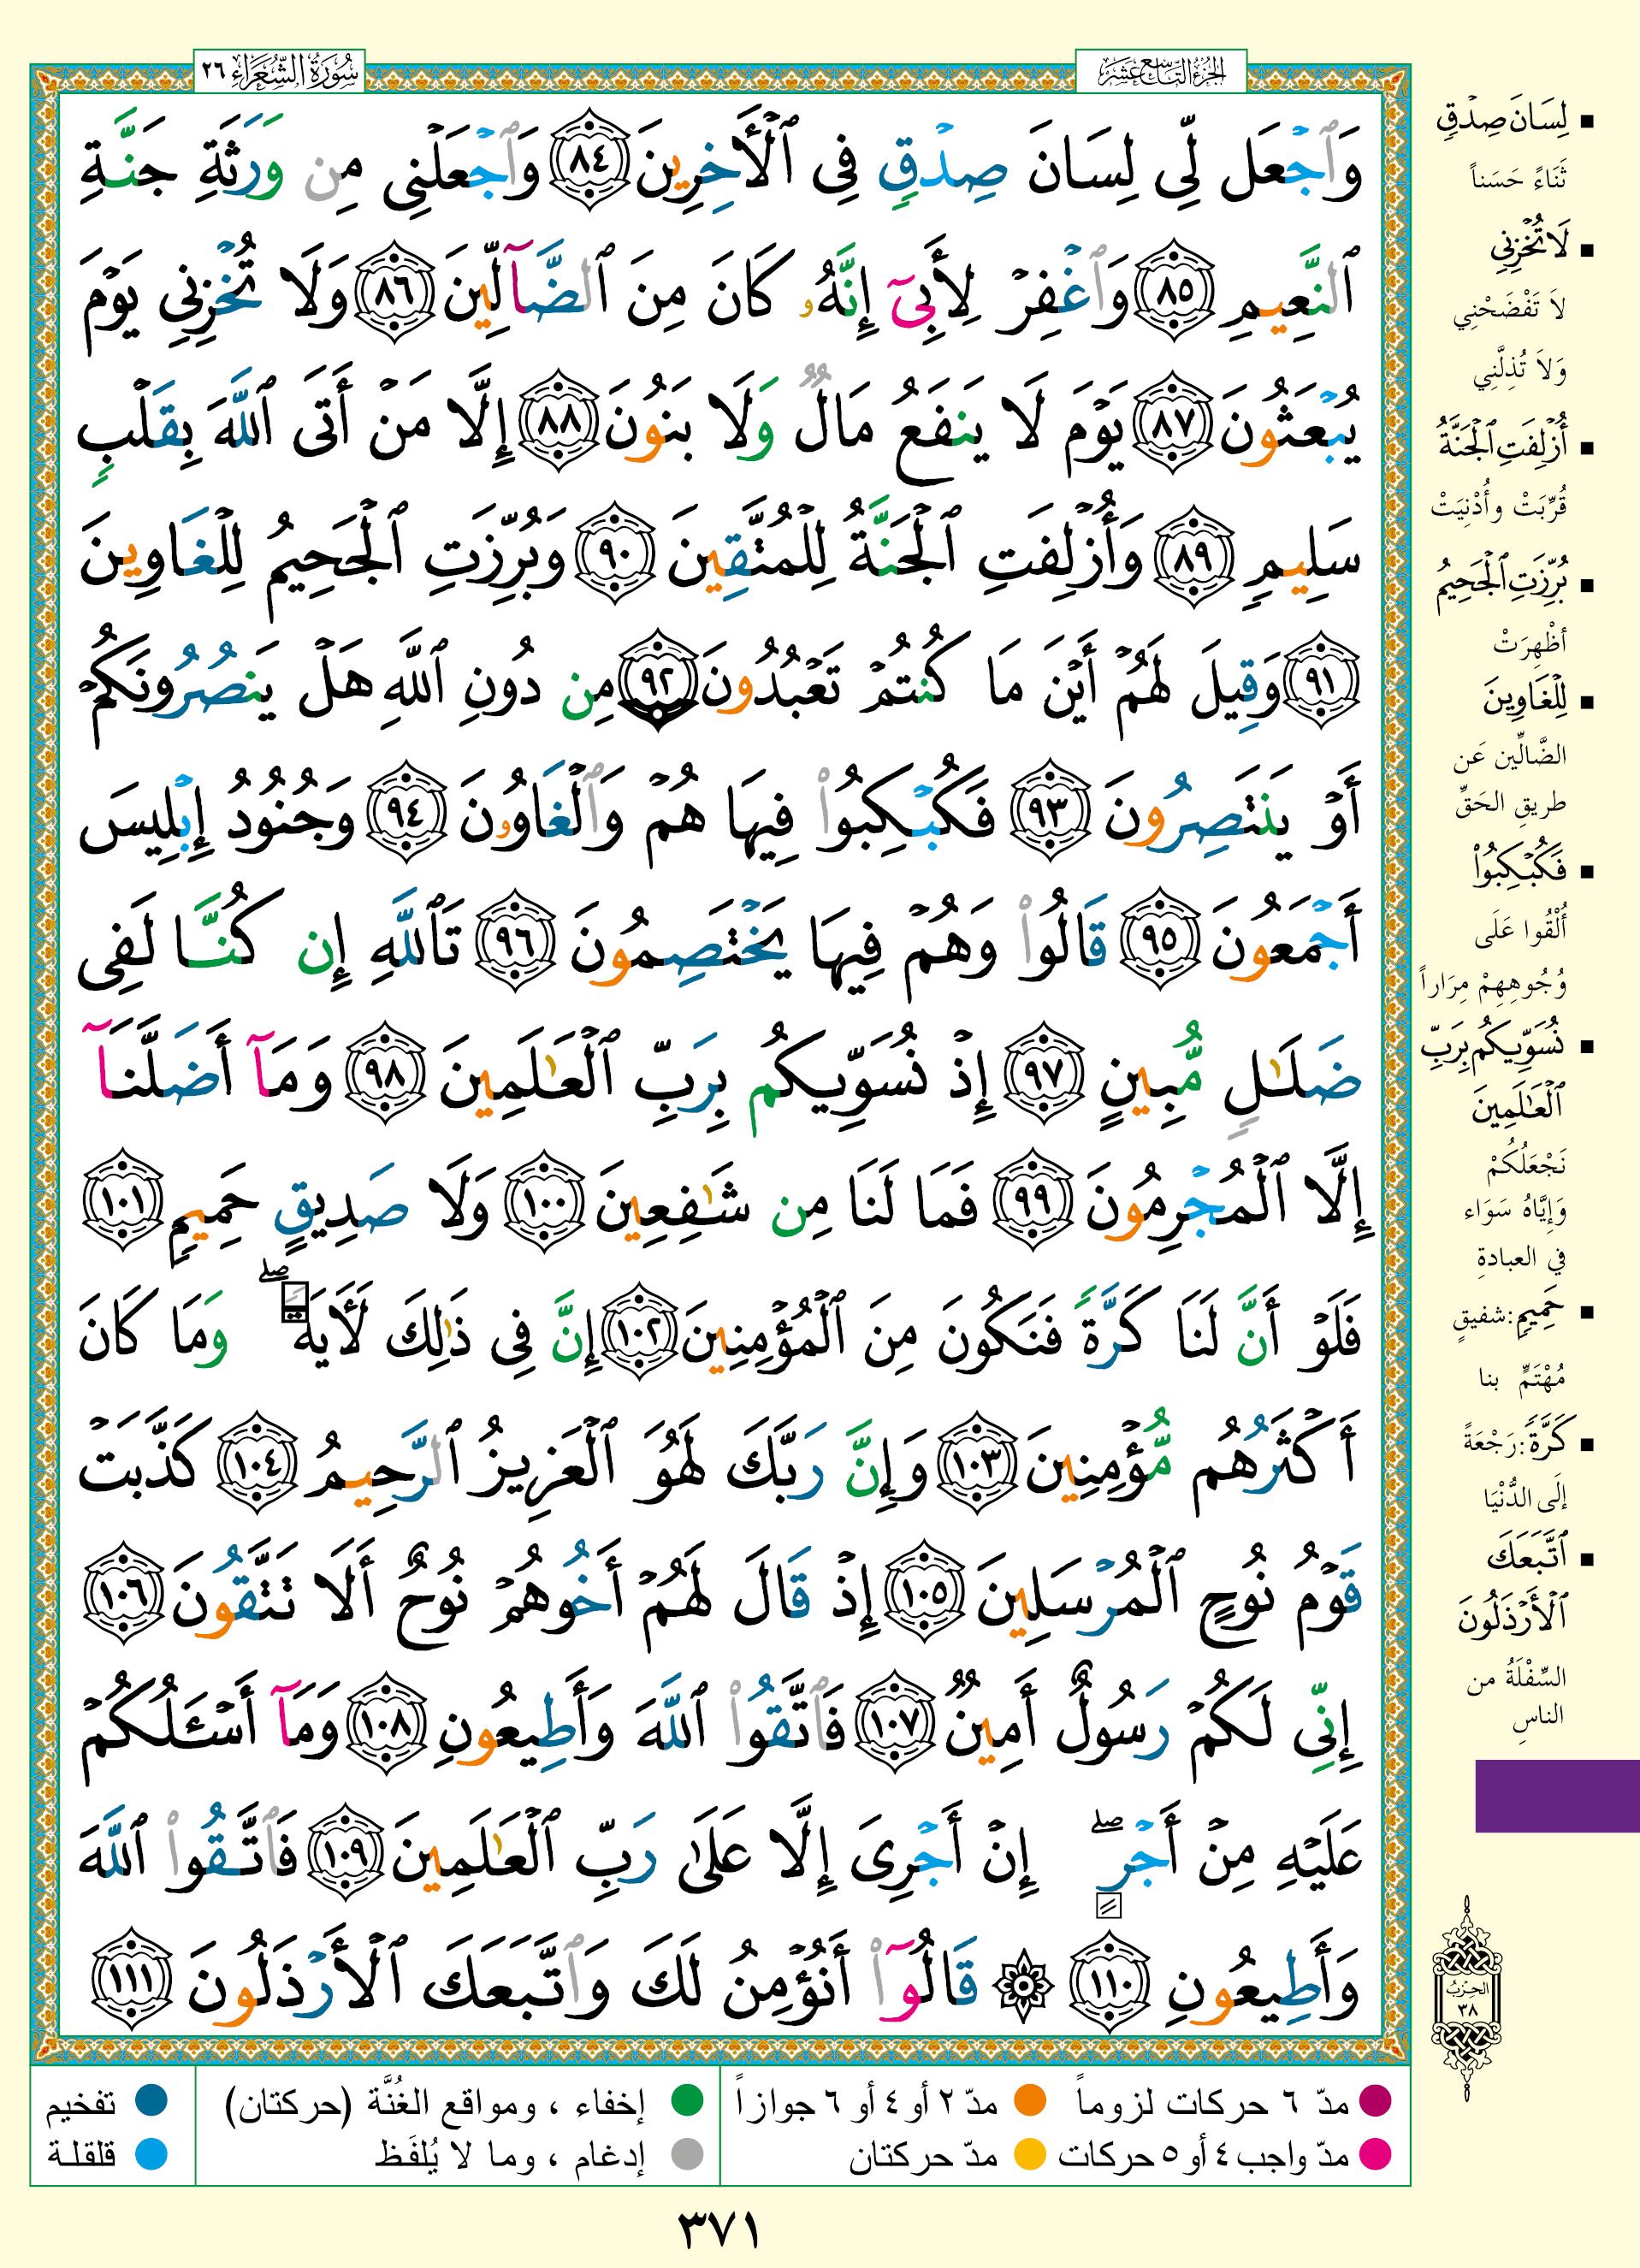 الجزء التاسع عشر
سُورَةُ الشُّعَرَاء ٢٦
وَٱجۡعَل لِّى لِسَانَ صِدۡقٍ فِى ٱلۡأَخِرِينَ ٨٤ وَٱجۡعَلۡنِى مِن وَرَثَةِ جَنَّةِ
ٱلنَّعِيمِ ٨٥ وَٱغۡفِرۡ لِأَبِىٓ إِنَّهُۥ كَانَ مِنَ ٱلضَّآلِّينَ ٨٦ وَلَا تُخۡزِنِى يَوۡمَ
يُبۡعَثُونَ ٨٧ يَوۡمَ لَا يَنفَعُ مَالٌ وَلَا بَنُونَ ٨٨ إِلَّا مَنۡ أَتَى ٱللَّهَ بِقَلۡبٍ
سَلِيمٍ ٨٩ وَأُزۡلِفَتِ ٱلۡجَنَّةُ لِلۡمُتَّقِينَ ٩٠ وَبُرِّزَتِ ٱلۡجَحِيمُ لِلۡغَاوِينَ
٩١ وَقِيلَ لَهُمۡ أَيۡنَ مَا كُنتُمۡ تَعۡبُدُونَ ٩٢ مِن دُونِ ٱللَّهِ هَلۡ يَنصُرُونَكُمۡ
أَوۡ يَنتَصِرُونَ ٩٣ فَكُبۡكِبُوا۟ فِيهَا هُمۡ وَٱلۡغَاوُۥنَ ٩٤ وَجُنُودُ إِبۡلِيسَ
أَجۡمَعُونَ ٩٥ قَالُوا۟ وَهُمۡ فِيهَا يَخۡتَصِمُونَ ٩٦ تَٱللَّهِ إِن كُنَّا لَفِى
ضَلَـٰلٍ مُّبِينٍ ٩٧ إِذۡ نُسَوِّيكُم بِرَبِّ ٱلۡعَـٰلَمِينَ ٩٨ وَمَآ أَضَلَّنَآ
إِلَّا ٱلۡمُجۡرِمُونَ ٩٩ فَمَا لَنَا مِن شَـٰفِعِينَ ١٠٠ وَلَا صَدِيقٍ حَمِيمٍ ١٠١
فَلَوۡ أَنَّ لَنَا كَرَّةً فَنَكُونَ مِنَ ٱلۡمُؤۡمِنِينَ ١٠٢ إِنَّ فِى ذَٰلِكَ لَأَيَةً ۖ وَمَا كَانَ
أَكۡثَرُهُم مُّؤۡمِنِينَ ١٠٣ وَإِنَّ رَبَّكَ لَهُوَ ٱلۡعَزِيزُ ٱلرَّحِيمُ ١٠٤ كَذَّبَتۡ
قَوۡمُ نُوحٍ ٱلۡمُرۡسَلِينَ ١٠٥ إِذۡ قَالَ لَهُمۡ أَخُوهُمۡ نُوحٌ أَلَا تَتَّقُونَ ١٠٦
إِنِّى لَكُمۡ رَسُولٌ أَمِينٌ ١٠٧ فَٱتَّقُوا۟ ٱللَّهَ وَأَطِيعُونِ ١٠٨ وَمَآ أَسۡـَٔلُكُمۡ
عَلَيۡهِ مِنۡ أَجۡرٍ ۖ إِنۡ أَجۡرِىَ إِلَّا عَلَىٰ رَبِّ ٱلۡعَـٰلَمِينَ ١٠٩ فَٱتَّقُوا۟ ٱللَّهَ
وَأَطِيعُونِ ١١٠ ۞ قَالُوٓا۟ أَنُؤۡمِنُ لَكَ وَٱتَّبَعَكَ ٱلۡأَرۡذَلُونَ ١١١
▪ لِسَانَ صِدۡقٍ
ثَنَاءً حَسَناً
▪ لَا تُخۡزِنِى
لاَ تَفْضَحْنِي
وَلاَ تُذِلَّنِي
▪ أُزۡلِفَتِ ٱلۡجَنَّةُ
قُرِّبَتْ وأُدْنِيَتْ
▪ بُرِّزَتِ ٱلۡجَحِيمُ
أُظْهِرَتْ
▪ لِلۡغَاوِينَ
الضَّالِّين عَن
طريقِ الحَقِّ
▪ فَكُبۡكِبُوا۟
أُلْقُوا عَلَى
وُجُوهِهِمْ مِرَاراً
▪ نُسَوِّيكُم بِرَبِّ
ٱلۡعَـٰلَمِينَ
نَجْعَلُكُمْ
وَإِيَّاهُ سَوَاء
في العبادةِ
▪ حَمِيمٍ: شفيقٍ
مُهْتَمٍّ بنا
▪ كَرَّةً: رَجْعَةً
إلَى الدُّنْيَا
▪ ٱتَّبَعَكَ
ٱلۡأَرۡذَلُونَ
السِّفْلَةُ من
الناسِ
الحِزْبُ
٣٨
مدّ ٦ حركات لزوماً
مدّ ٢ أو ٤ أو ٦ جوازاً
إخفاء ، ومواقع الغُنَّة (حركتان)
تفخيم
مدّ واجب ٤ أو ٥ حركات
مدّ حركتان
إدغام ، وما لا يُلفَظ
قلقلة
٣٧١